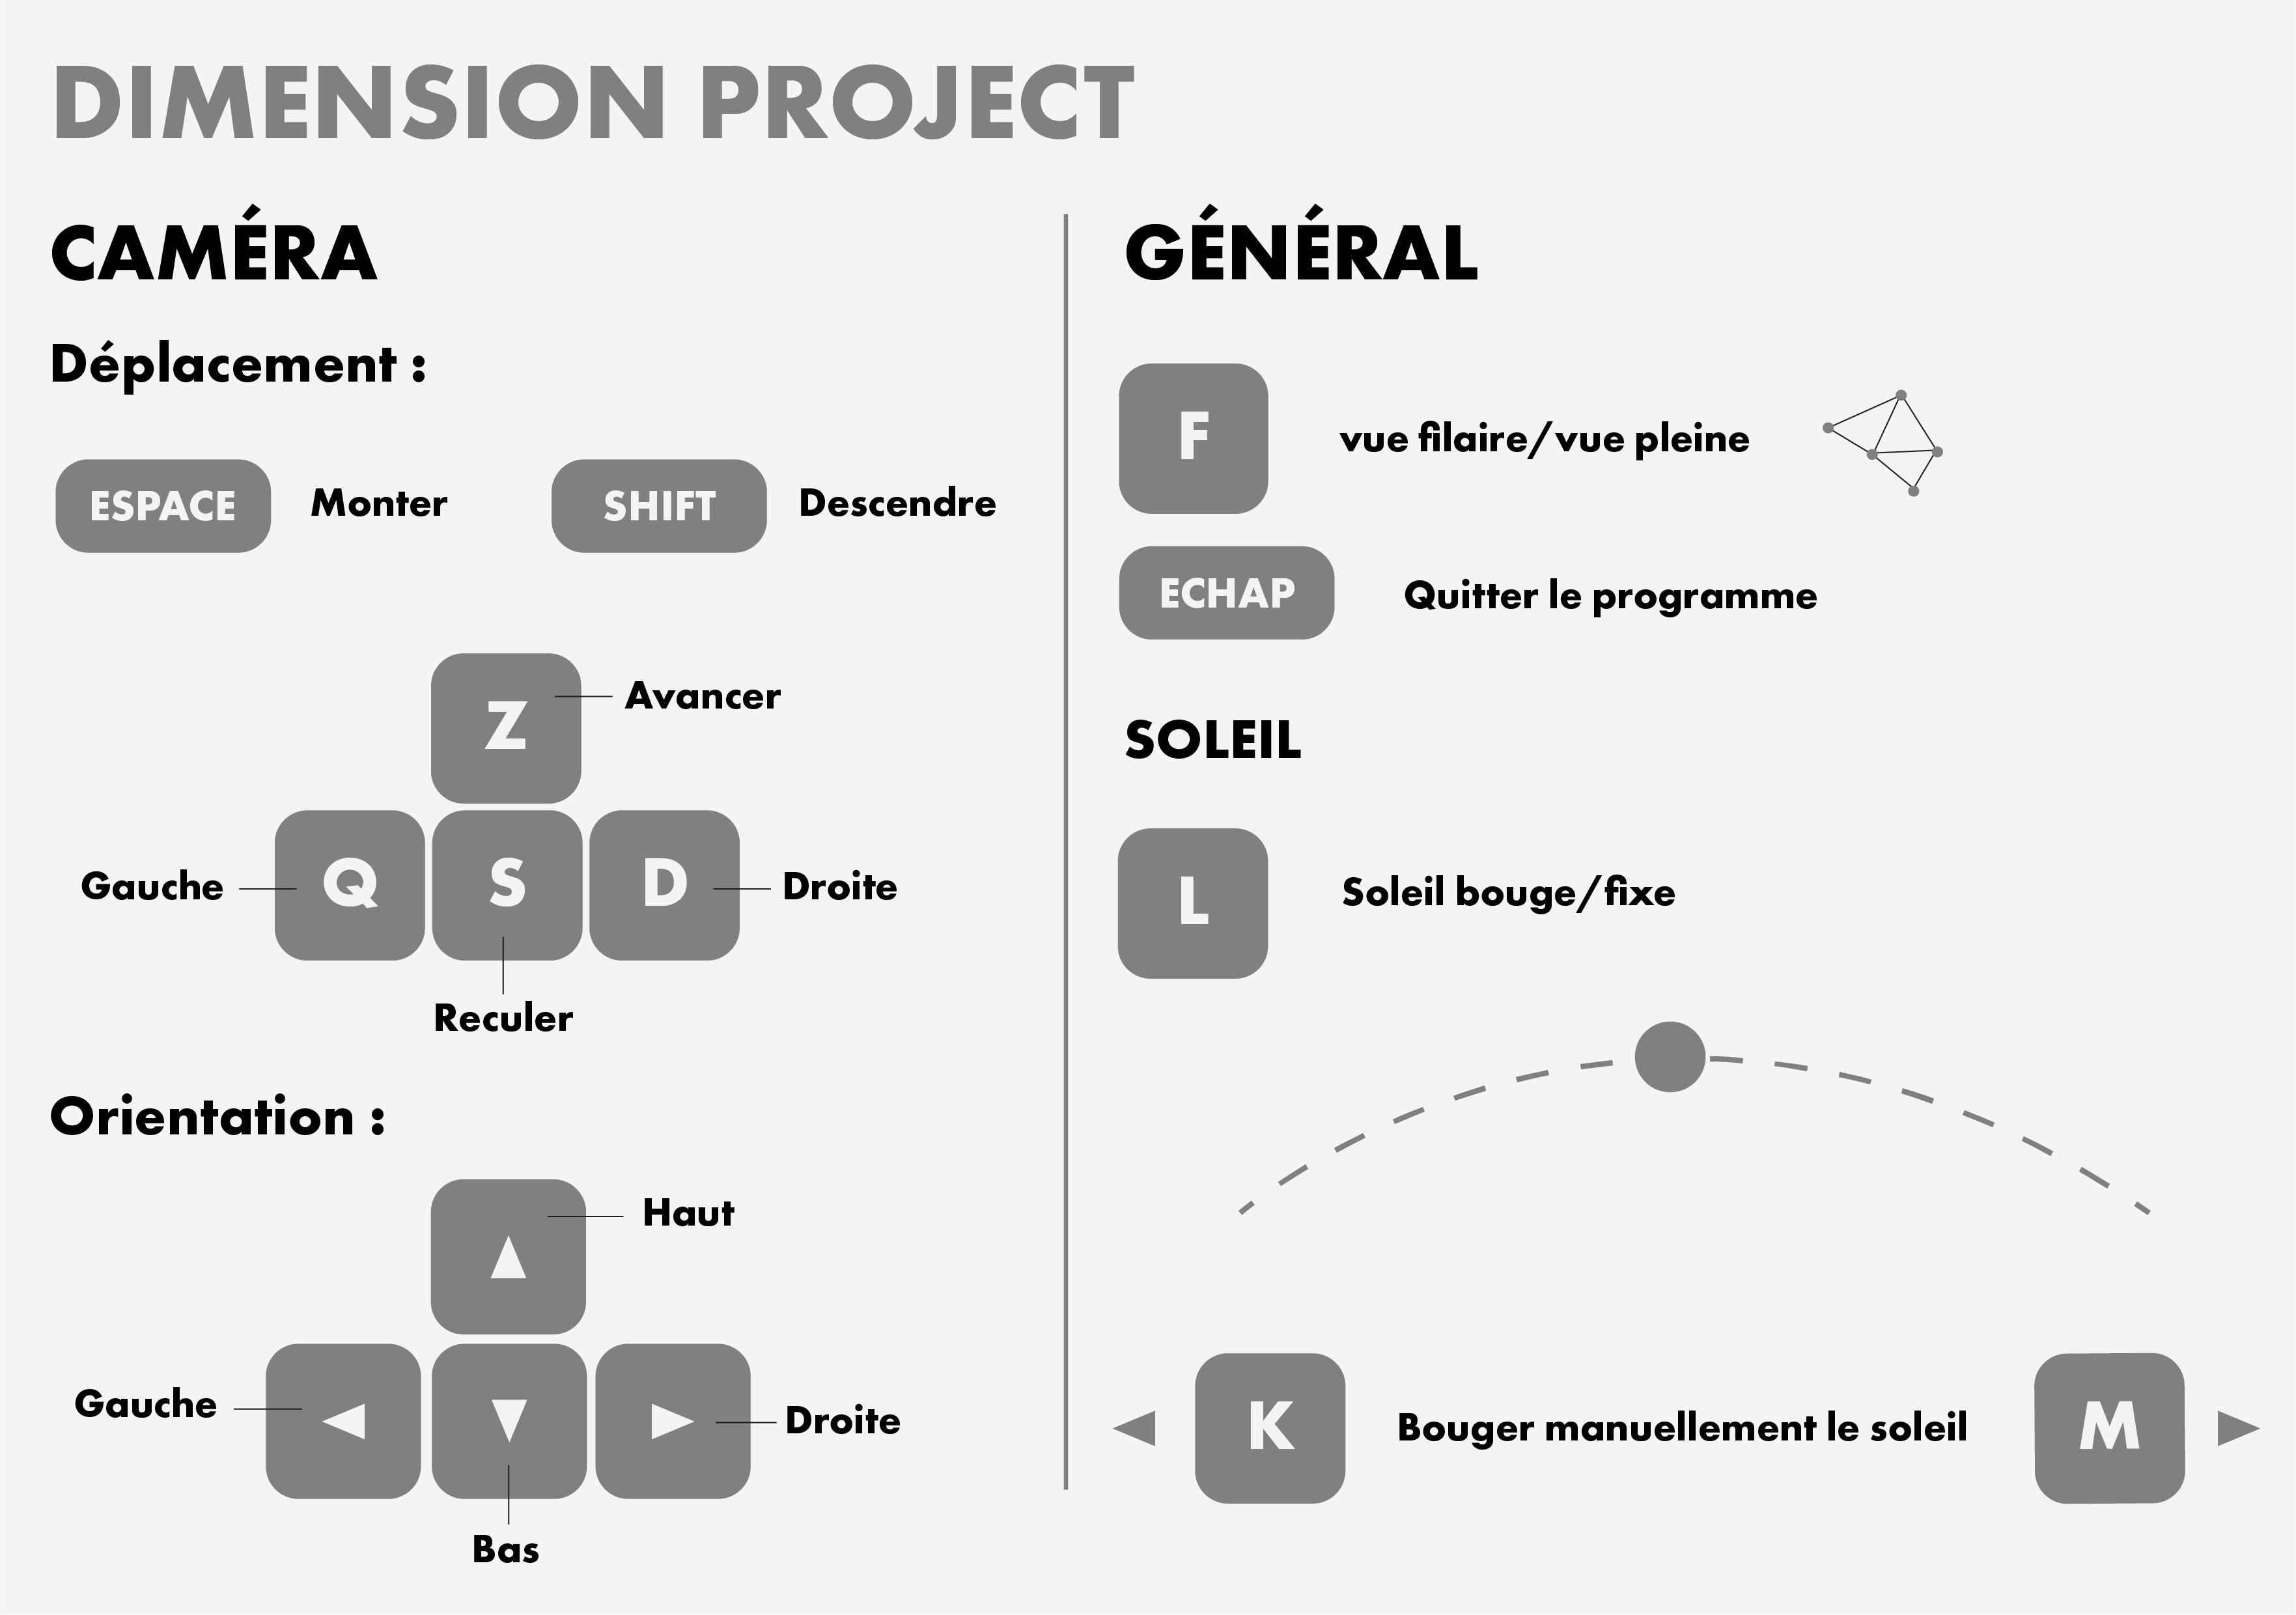 DIMENSION PROJECT
CAMÉRA
Déplacement :
ESPACE Monter SHIFT Descendre
Z Avancer
Gauche Q S D Droite
Reculer
Orientation :
Haut
Gauche
Droite
Bas
GÉNÉRAL
F vue filaire/vue pleine
ECHAP Quitter le programme
SOLEIL
L Soleil bouge/fixe
K Bouger manuellement le soleil M